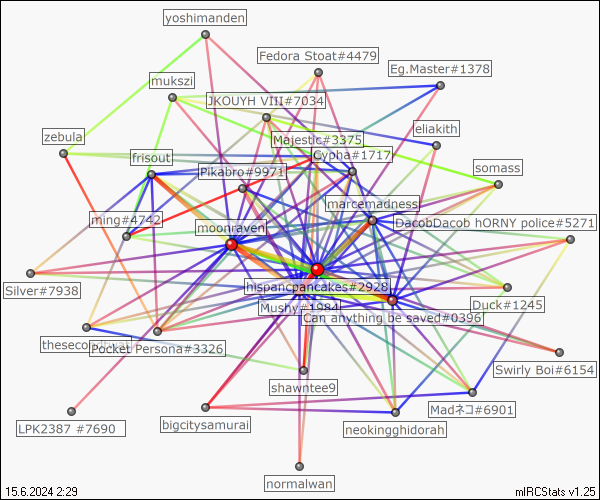 yoshimanden
Fedora Stoat#4479
Eg.Master#1378
mukszi
JKOUYH VIII#7034
eliakith
zebula
Majestic#3375
frisout
Cypha#1717
Pikabro#9971
somass
marcemadness
ming#4742
moonraven
DacobDacob hORNY police#5271
Silver#7938
hispancpancakes#2928
Mushy#1984
Duck#1245
Can anything be saved#0396
Pocket Persona#3326
Swirly Boi#6154
shawntee9
LPK2387 #7690
bigcitysamurai
Madネコ#6901
neokingghidorah
normalwan
15.6.2024 2:29
mIRCStats v1.25